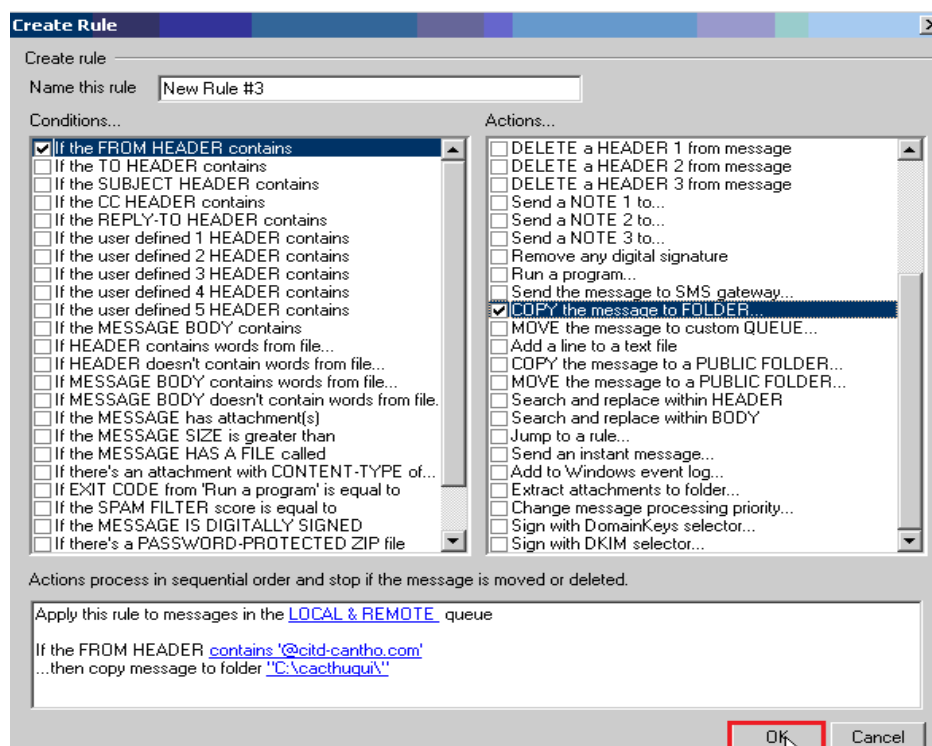 Create Rule
Create rule
Name this rule New Rule #3
Conditions...
If the FROM HEADER contains
If the TO HEADER contains
If the SUBJECT HEADER contains
If the CC HEADER contains
If the REPLY-TO HEADER contains
If the user defined 1 HEADER contains
If the user defined 2 HEADER contains
If the user defined 3 HEADER contains
If the user defined 4 HEADER contains
If the user defined 5 HEADER contains
If the MESSAGE BODY contains
If HEADER contains words from file...
If HEADER doesn't contain words from file...
If MESSAGE BODY contains words from file...
If MESSAGE BODY doesn't contain words from file.
If the MESSAGE has attachment(s)
If the MESSAGE SIZE is greater than
If the MESSAGE HAS A FILE called
If there's an attachment with CONTENT-TYPE of...
If EXIT CODE from 'Run a program' is equal to
If the SPAM FILTER score is equal to
If the MESSAGE IS DIGITALLY SIGNED
If there's a PASSWORD-PROTECTED ZIP file
Actions...
DELETE a HEADER 1 from message
DELETE a HEADER 2 from message
DELETE a HEADER 3 from message
Send a NOTE 1 to...
Send a NOTE 2 to...
Send a NOTE 3 to...
Remove any digital signature
Run a program...
Send the message to SMS gateway...
COPY the message to FOLDER...
MOVE the message to custom QUEUE...
Add a line to a text file
COPY the message to a PUBLIC FOLDER...
MOVE the message to a PUBLIC FOLDER...
Search and replace within HEADER
Search and replace within BODY
Jump to a rule...
Send an instant message...
Add to Windows event log...
Extract attachments to folder...
Change message processing priority...
Sign with DomainKeys selector...
Sign with DKIM selector...
Actions process in sequential order and stop if the message is moved or deleted.
Apply this rule to messages in the LOCAL & REMOTE queue
If the FROM HEADER contains '@citd-cantho.com'
...then copy message to folder "C:\cacthuqui\"
OK Cancel